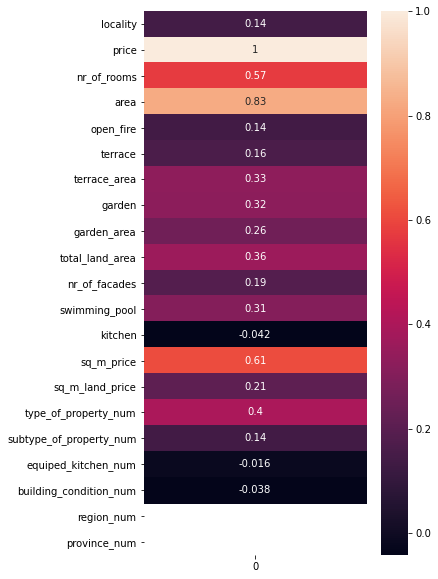 locality 0.14
price 1
nr_of_rooms 0.57
area 0.83
open_fire 0.14
terrace 0.16
terrace_area 0.33
garden 0.32
garden_area 0.26
total_land_area 0.36
nr_of_facades 0.19
swimming_pool 0.31
kitchen -0.042
sq_m_price 0.61
sq_m_land_price 0.21
type_of_property_num 0.4
subtype_of_property_num 0.14
equiped_kitchen_num -0.016
building_condition_num -0.038
region_num
province_num
0
1.0
0.8
0.6
0.4
0.2
0.0